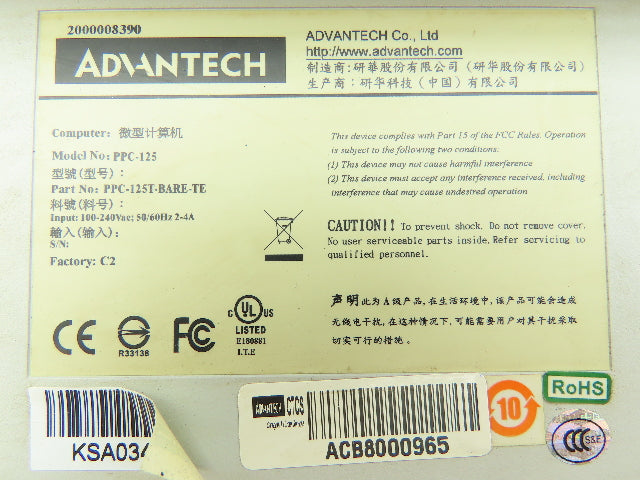 2000008390
ADVANTECH
ADVANTECH Co., Ltd
http://www.advantech.com
制造商: 研華股份有限公司 (研华股份有限公司)
生产商: 研华科技 (中国) 有限公司
Computer: 微型计算机
Model No: PPC-125
型號(型号):
Part No: PPC-125T-BARE-TE
料號(料号):
Input: 100-240Vac; 50/60Hz 2-4A
輸入(输入):
S/N:
Factory: C2
This device complies with Part 15 of the FCC Rules. Operation
is subject to the following two conditions:
(1) This device may not cause harmful interference
(2) This device must accept any interference received, including
interference that may cause undesired operation
CAUTION!! To prevent shock. Do not remove cover.
No user serviceable parts inside. Refer servicing to
qualified personnel.
声明 此为A级产品, 在生活环境中, 该产品可能会造成
无线电干扰, 在这种情况下, 可能需要用户对其干扰采取
切实可行的措施。
CE
R33138
FC
C UL US
LISTED
E180881
I.T.E
KSA034
ADVANTECH CTCS
ACB8000965
10
RoHS
CCC S&E